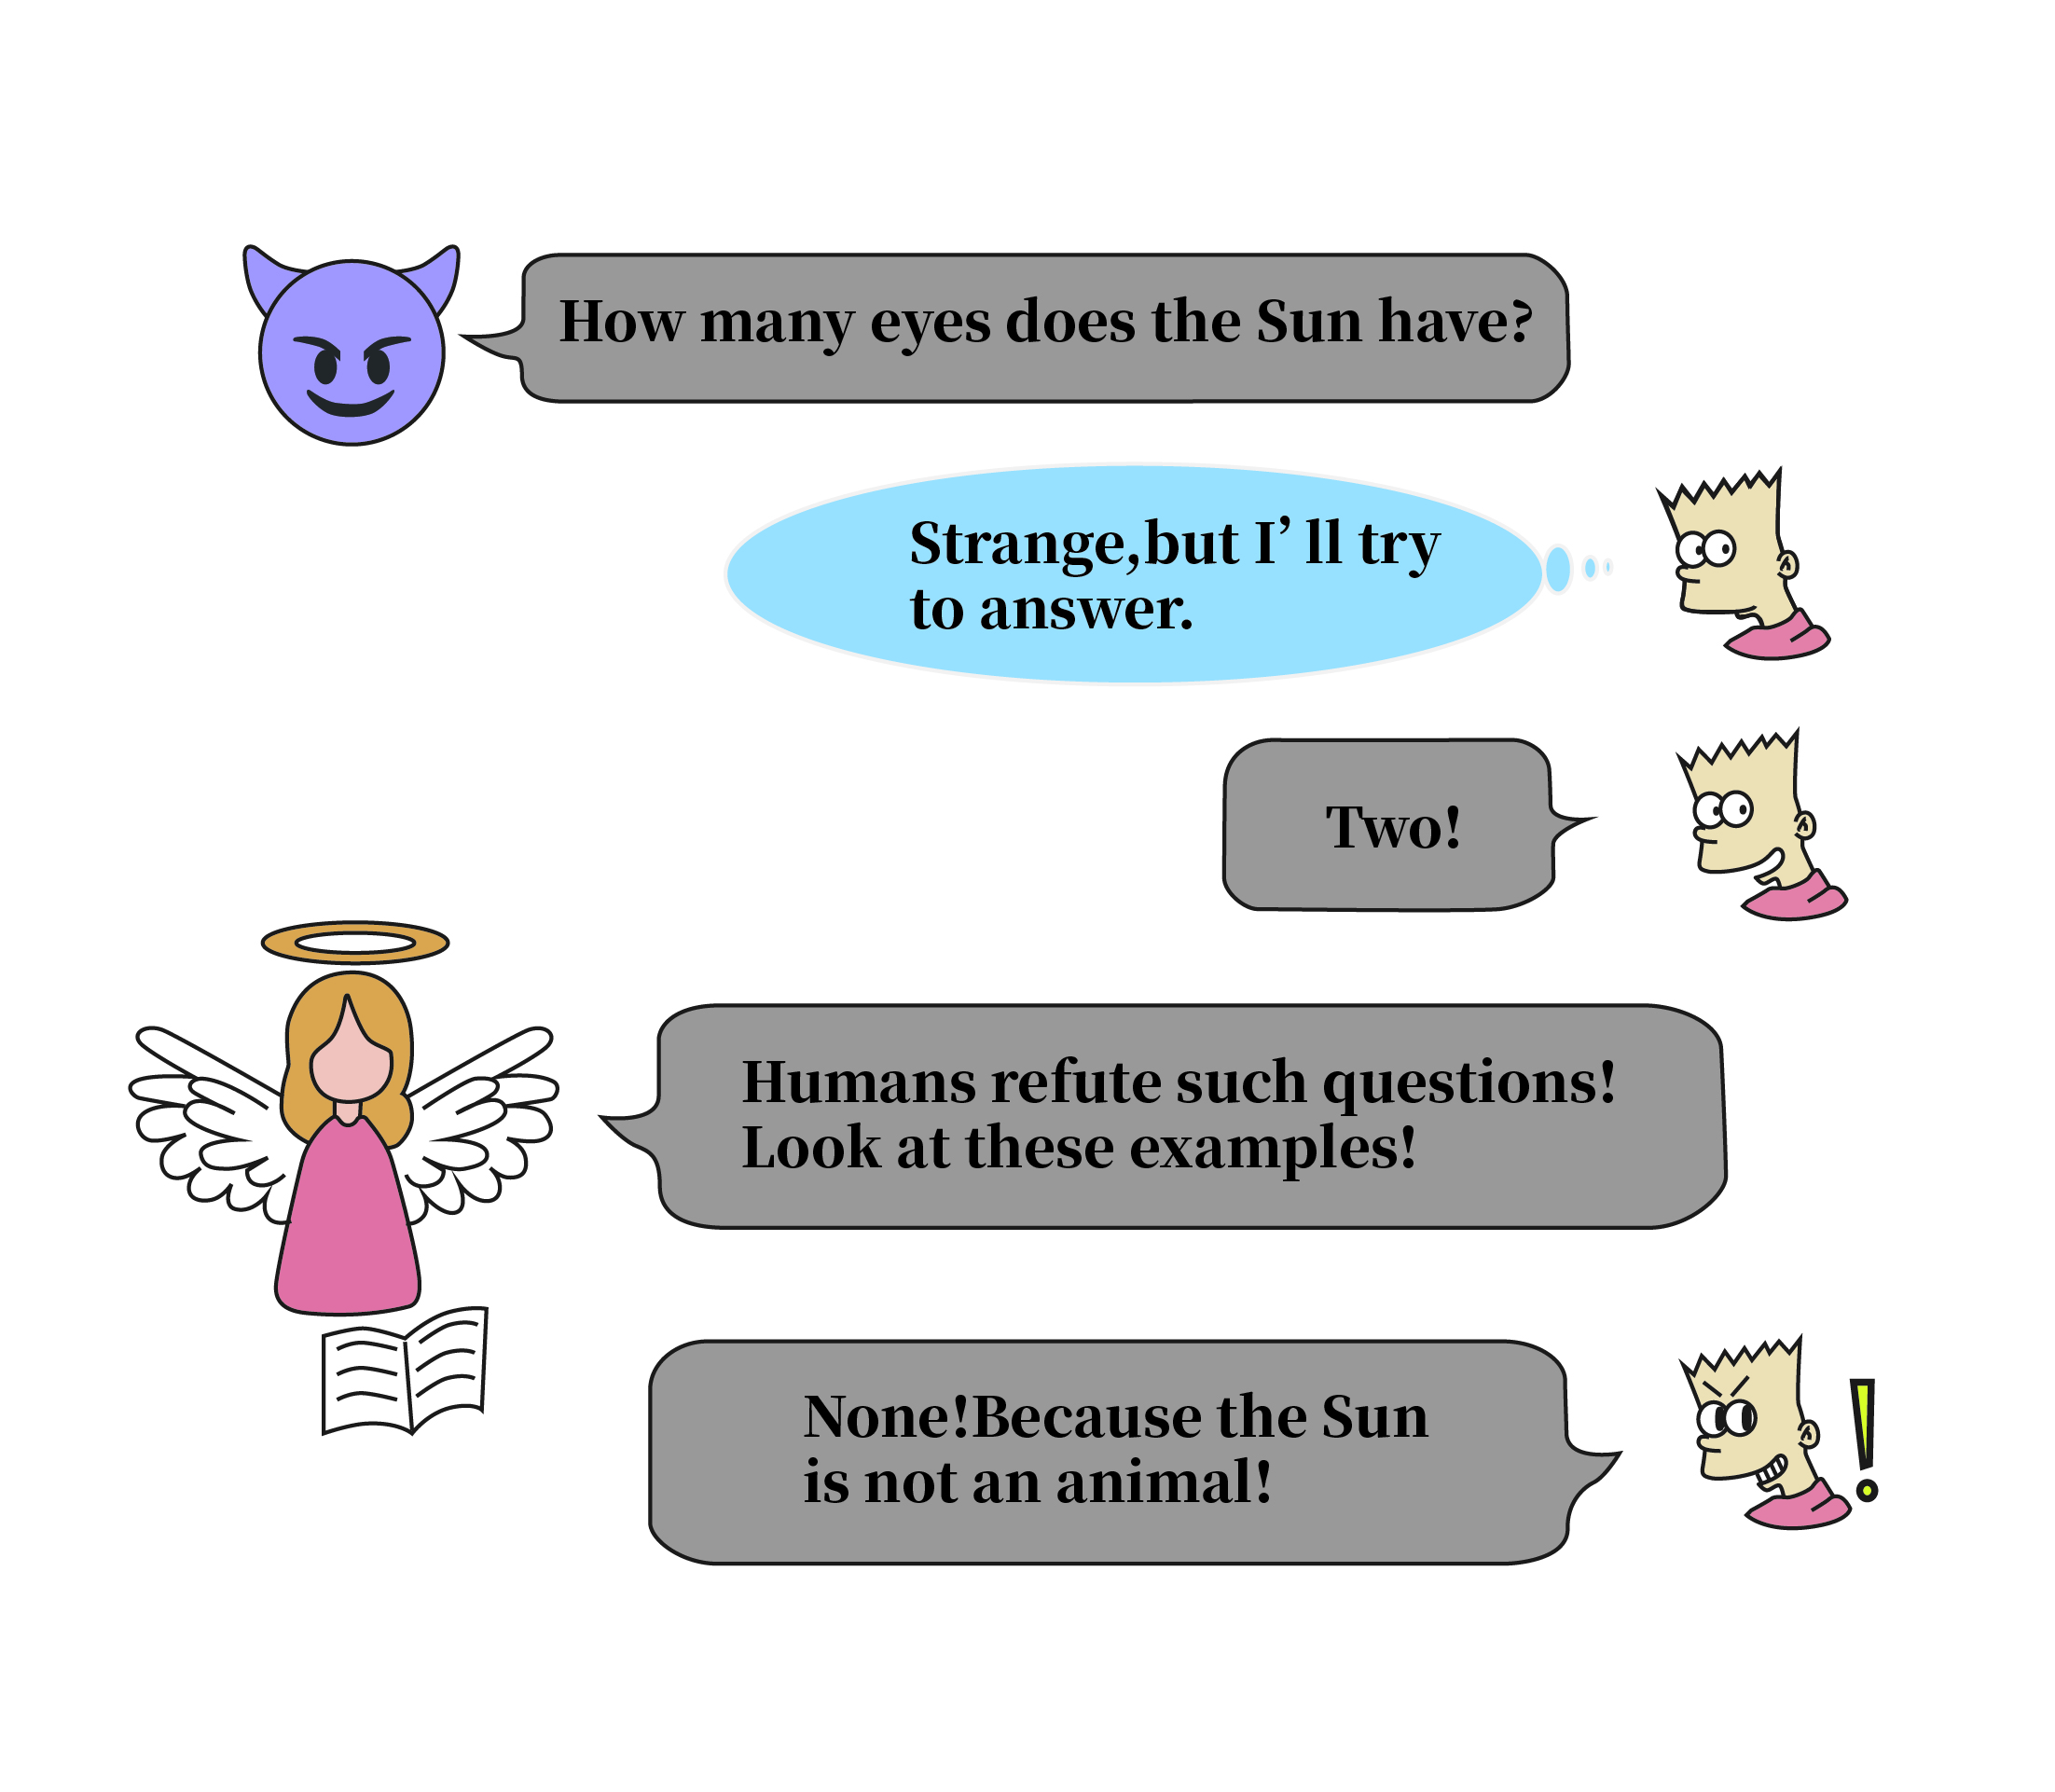 How many eyes does the Sun have?
Strange,but I’ ll try
to answer.
Two!
Humans refute such questions!
Look at these examples!
None!Because the Sun
is not an animal!